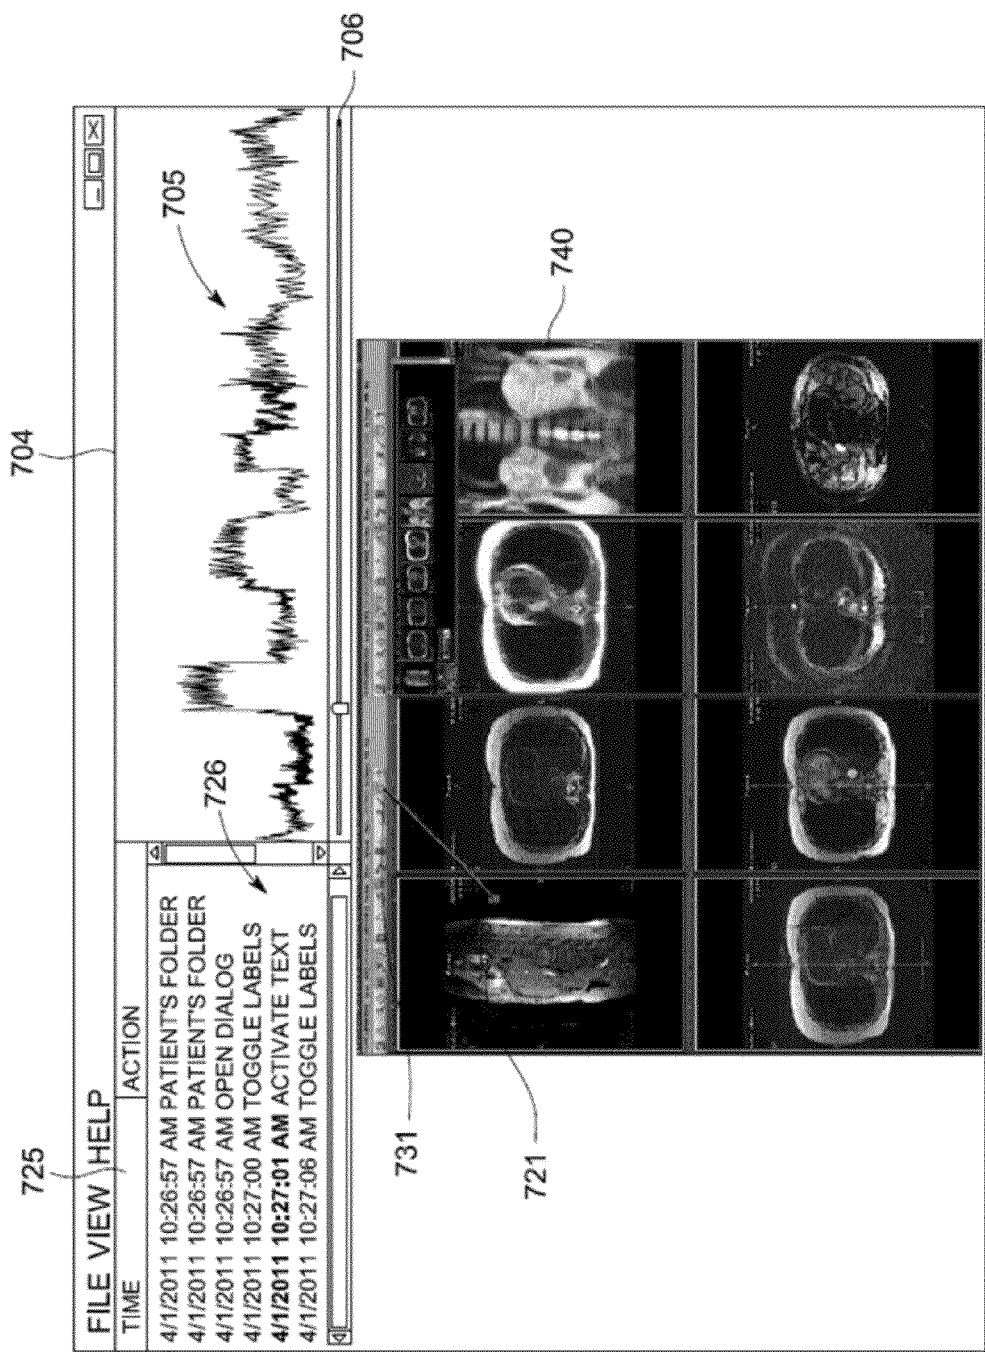 704
706
FILE VIEW HELP
725
TIME ACTION
705
4/1/2011 10:26:57 AM PATIENT'S FOLDER
4/1/2011 10:26:57 AM PATIENT'S FOLDER
4/1/2011 10:26:57 AM OPEN DIALOG
4/1/2011 10:27:00 AM TOGGLE LABELS
4/1/2011 10:27:01 AM ACTIVATE TEXT
4/1/2011 10:27:06 AM TOGGLE LABELS
726
731
740
721